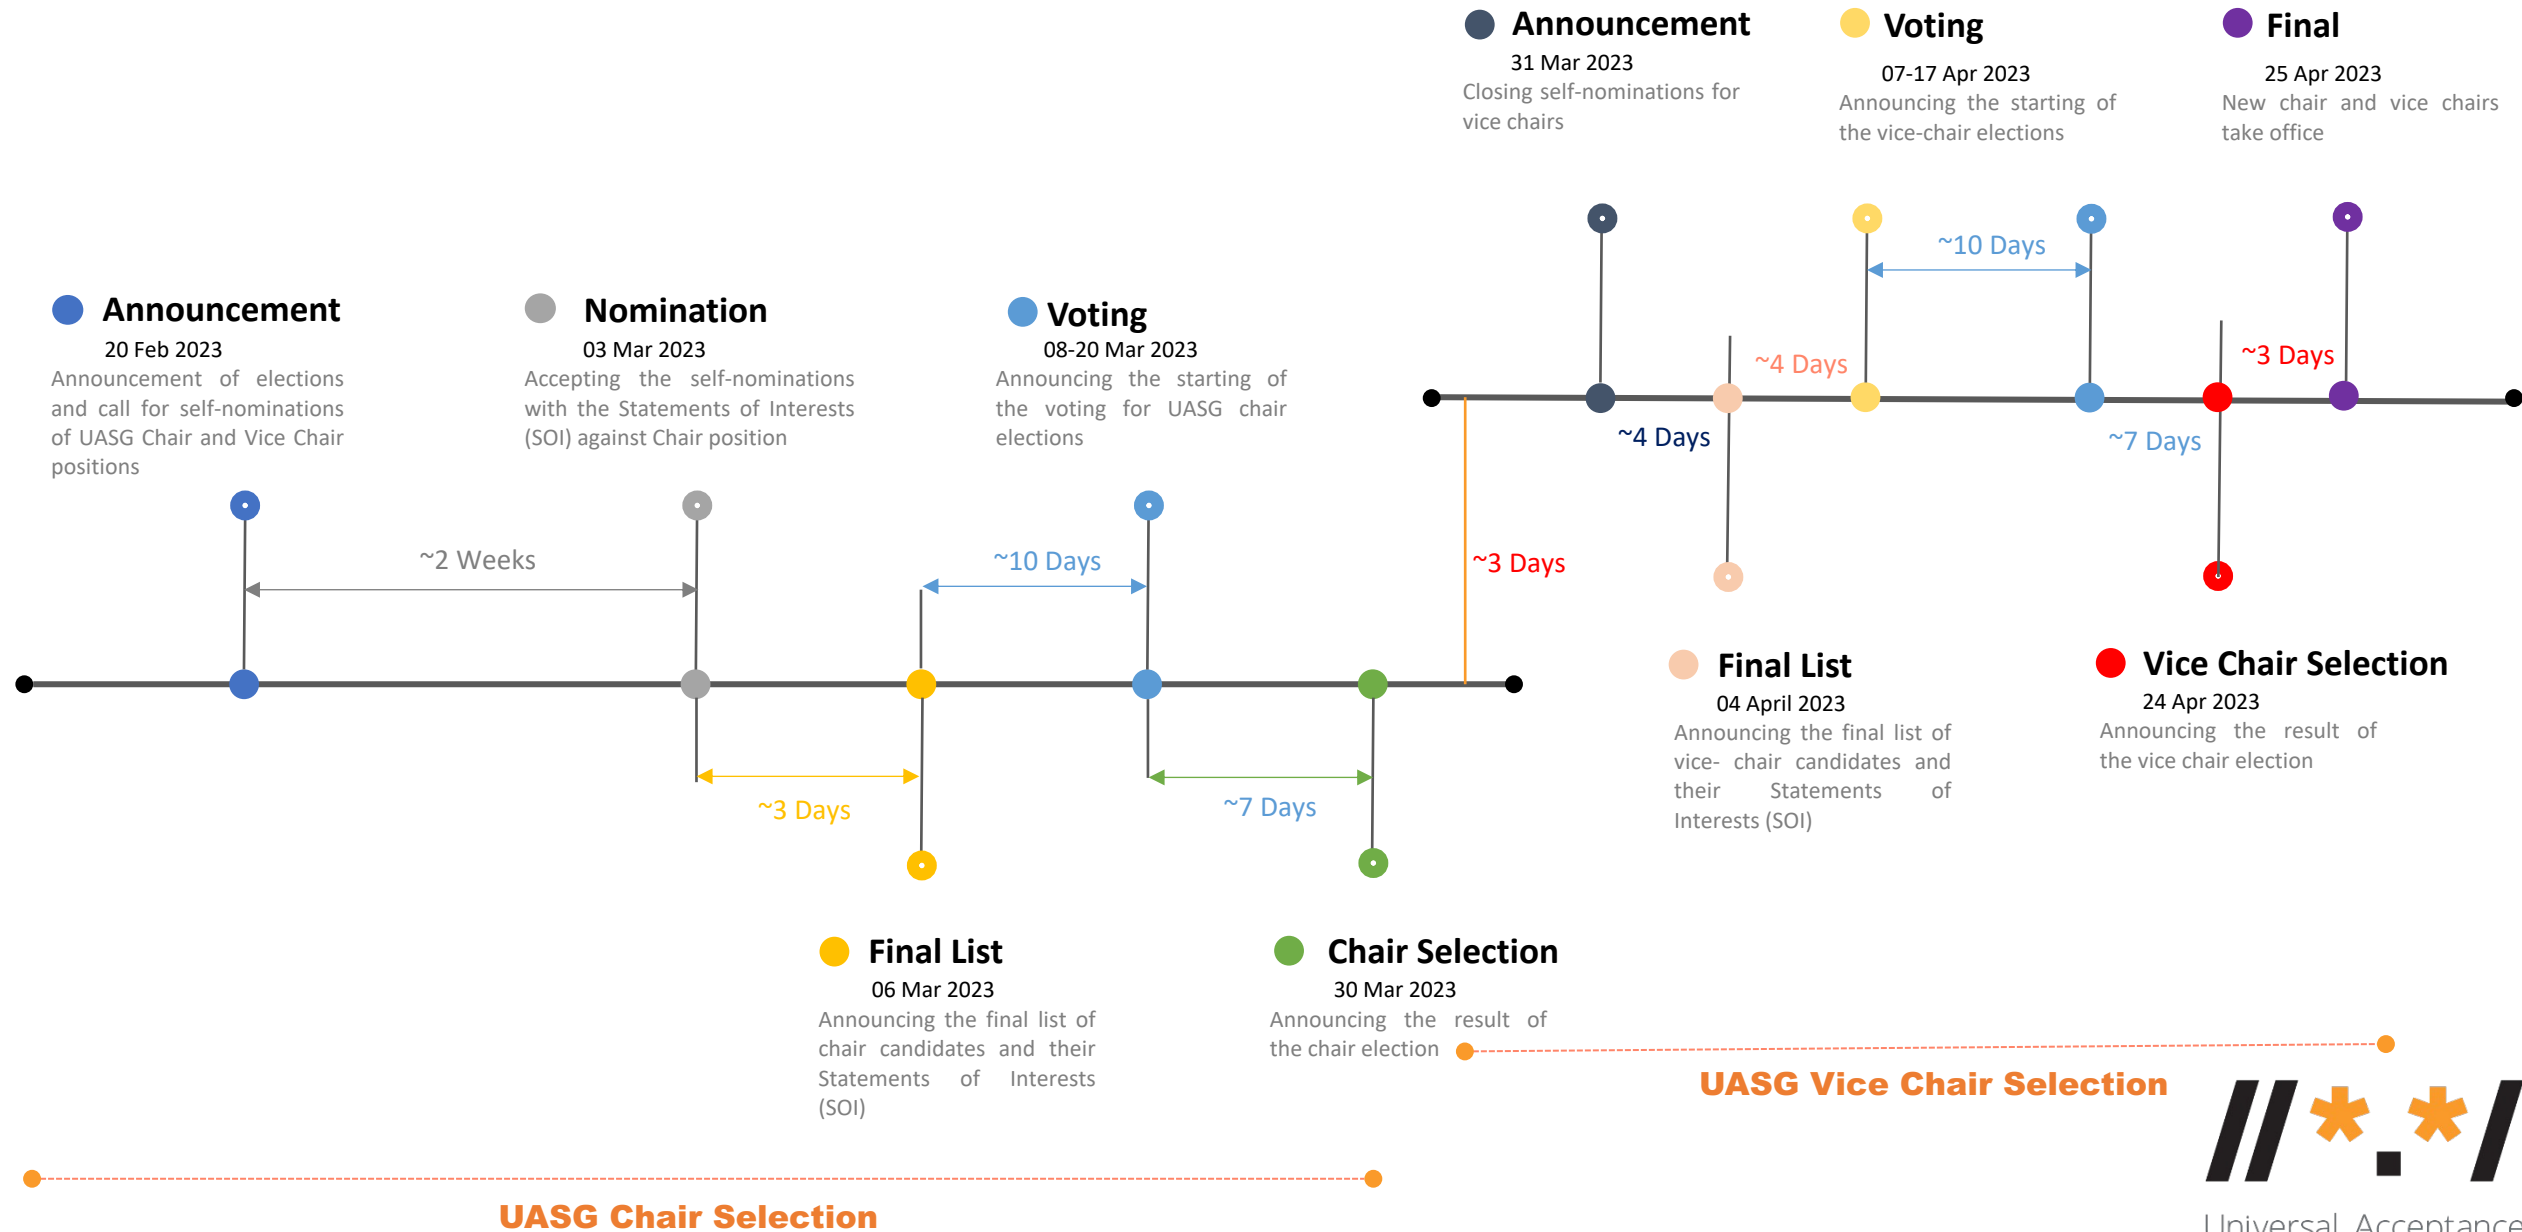 Announcement
31 Mar 2023
Closing self-nominations for
vice chairs
Voting
07-17 Apr 2023
Announcing the starting of
the vice-chair elections
Final
25 Apr 2023
New chair and vice chairs
take office
~10 Days
Announcement
20 Feb 2023
Announcement of elections
and call for self-nominations
of UASG Chair and Vice Chair
positions
Nomination
03 Mar 2023
Accepting the self-nominations
with the Statements of Interests
(SOI) against Chair position
Voting
08-20 Mar 2023
Announcing the starting of
the voting for UASG chair
elections
~4 Days
~3 Days
~4 Days
~7 Days
~2 Weeks
~10 Days
~3 Days
~3 Days
~7 Days
Final List
04 April 2023
Announcing the final list of
vice- chair candidates and
their Statements of
Interests (SOI)
Vice Chair Selection
24 Apr 2023
Announcing the result of
the vice chair election
Final List
06 Mar 2023
Announcing the final list of
chair candidates and their
Statements of Interests
(SOI)
Chair Selection
30 Mar 2023
Announcing the result of
the chair election
UASG Vice Chair Selection
//*.*/
UASG Chair Selection
Universal Acceptance